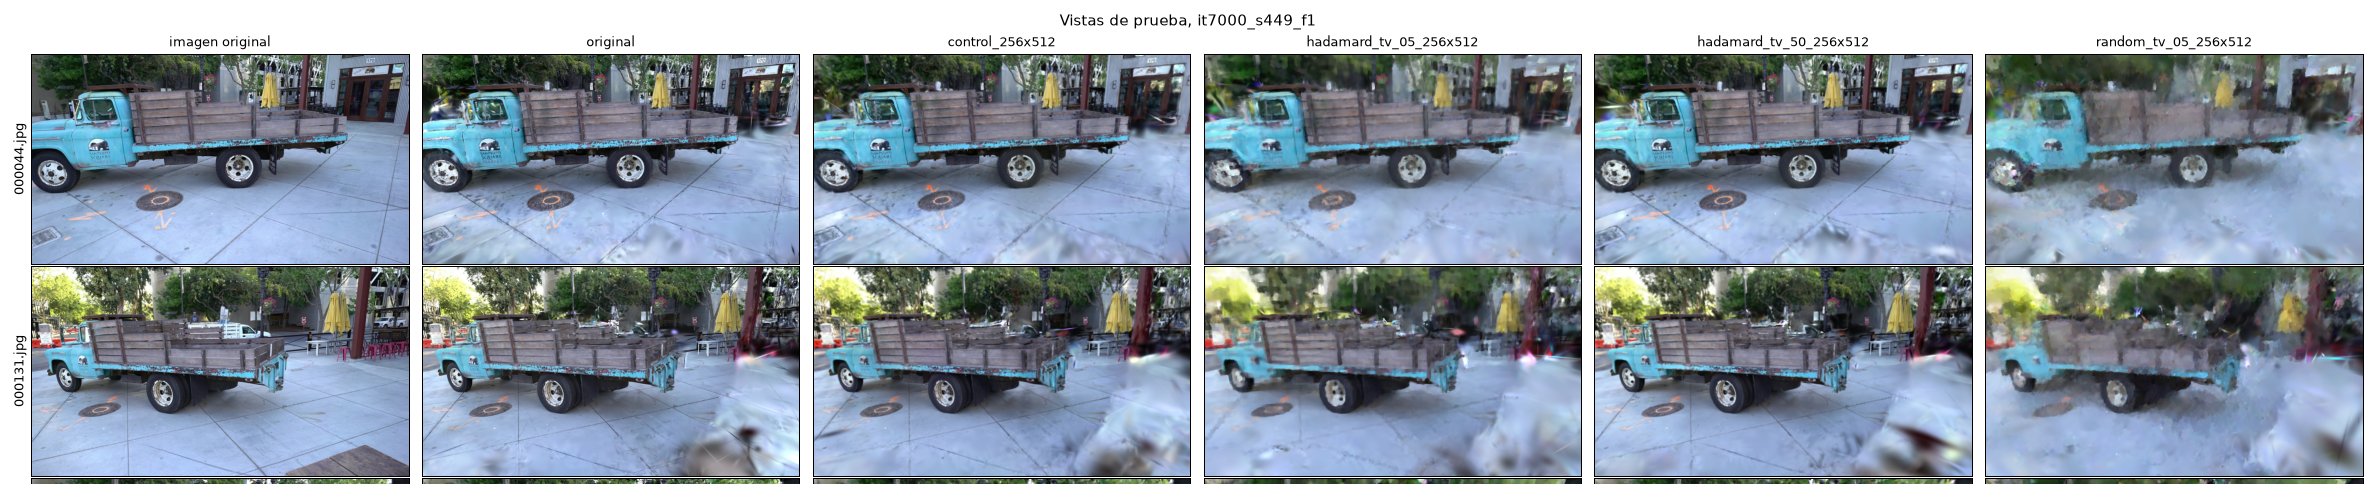 Vistas de prueba, it7000_s449_f1
imagen original
original
control_256x512
hadamard_tv_05_256x512
hadamard_tv_50_256x512
random_tv_05_256x512
000044.jpg
000131.jpg